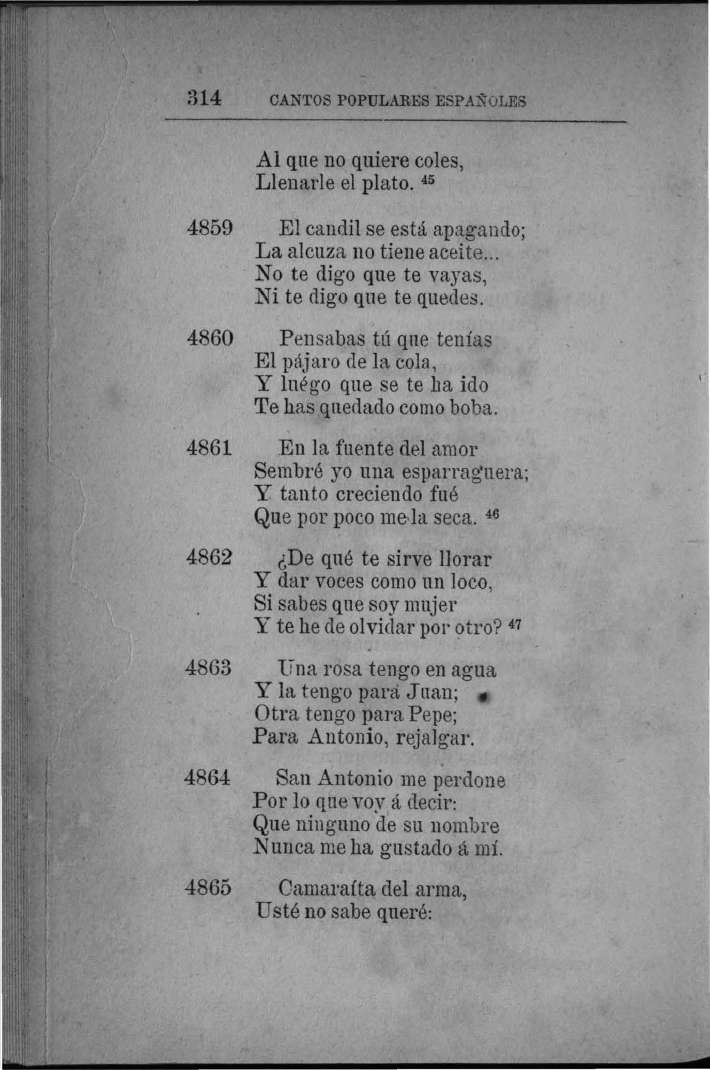 314 CANTOS POPULARES ESPAÑOLES
Al que no quiere coles,
Llenarle el plato. 45
4859 El candil se está apagando;
La alcuza no tiene aceite...
No te digo que te vayas,
Ni te digo que te quedes.
4860 Pensabas tú que tenías
El pájaro de la cola,
Y luégo que se te ha ido
Te has quedado como boba.
4861 En la fuente del amor
Sembré yo una esparraguera;
Y tanto creciendo fué
Que por poco me la seca. 46
4862 ¿De qué te sirve llorar
Y dar voces como un loco,
Si sabes que soy mujer
Y te he de olvidar por otro? 47
4863 Una rosa tengo en agua
Y la tengo para Juan;
Otra tengo para Pepe;
Para Antonio, rejalgar.
4864 San Antonio me perdone
Por lo que voy á decir:
Que ninguno de su nombre
Nunca me ha gustado á mí.
4865 Camaraíta del arma,
Usté no sabe queré: